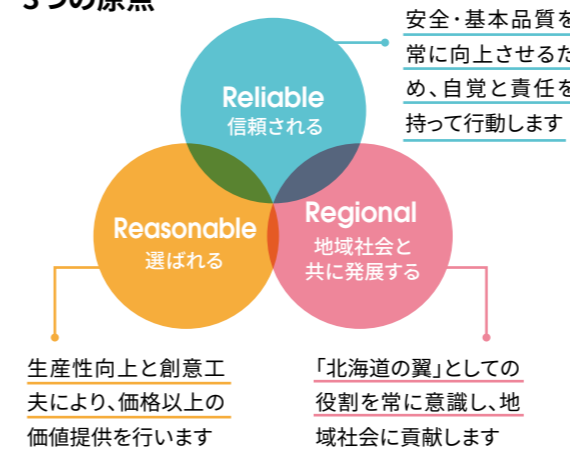 3つの原点
安全・基本品質を
常に向上させるた
め、自覚と責任を
持って行動します
Reliable
信頼される
Reasonable
選ばれる
Regional
地域社会と
共に発展する
生産性向上と創意工
夫により、価格以上の
価値提供を行います
「北海道の翼」としての
役割を常に意識し、地
域社会に貢献します